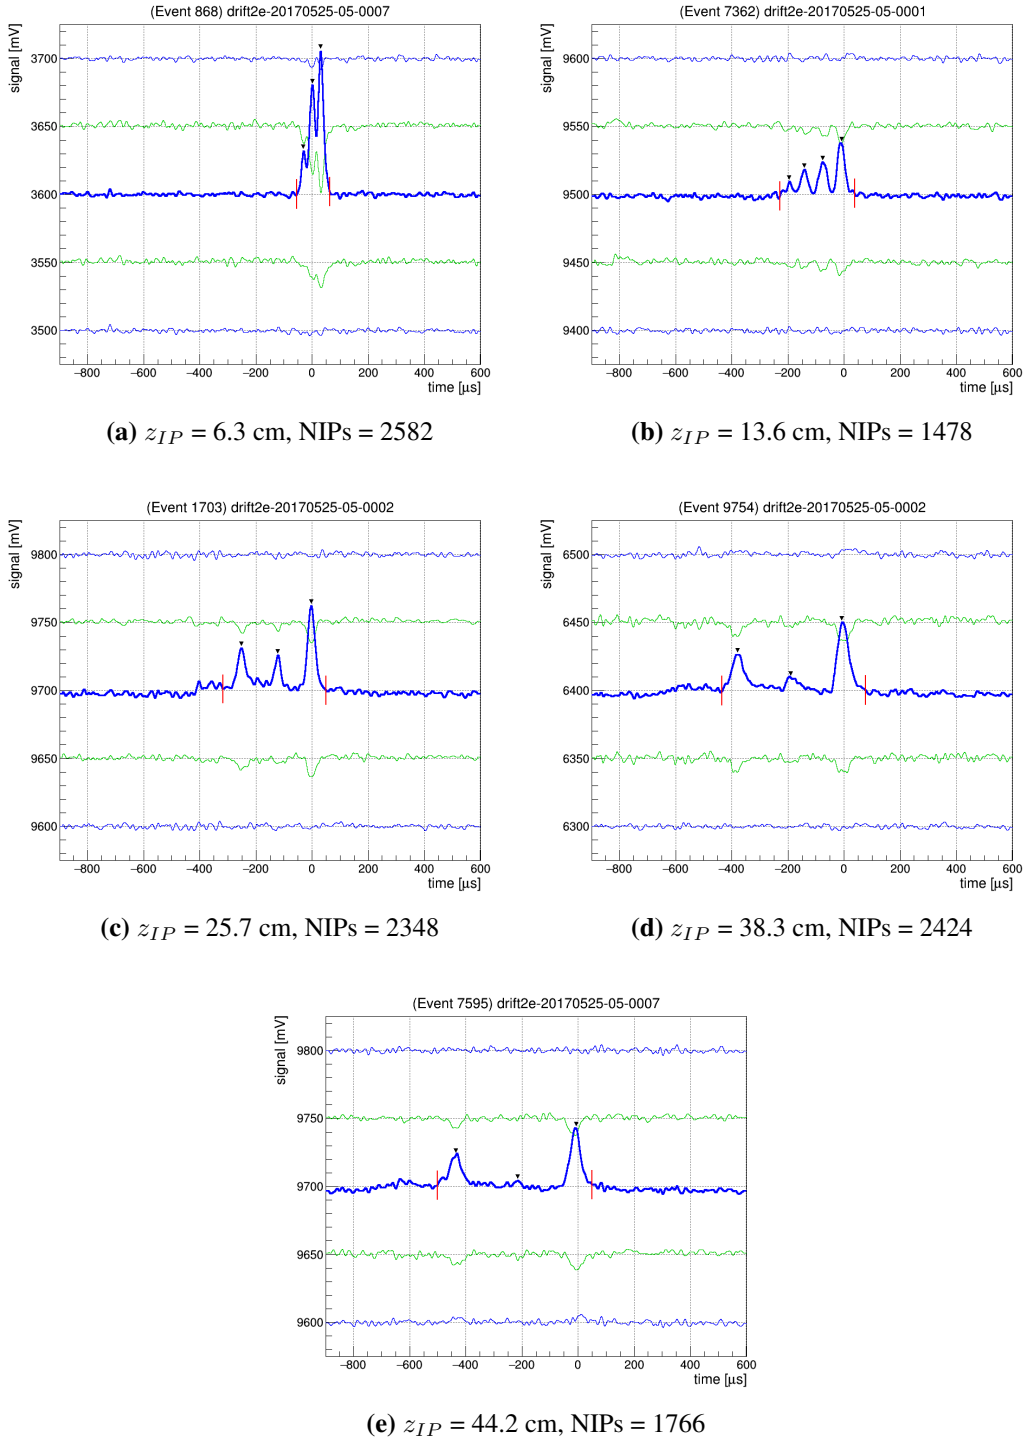 (Event 868) drift2e-20170525-05-0007
signal [mV]
3700
3650
3600
3550
3500
−800 −600 −400 −200 0 200 400 600
time [μs]
(a) z_IP = 6.3 cm, NIPs = 2582
(Event 7362) drift2e-20170525-05-0001
signal [mV]
9600
9550
9500
9450
9400
−800 −600 −400 −200 0 200 400 600
time [μs]
(b) z_IP = 13.6 cm, NIPs = 1478
(Event 1703) drift2e-20170525-05-0002
signal [mV]
9800
9750
9700
9650
9600
−800 −600 −400 −200 0 200 400 600
time [μs]
(c) z_IP = 25.7 cm, NIPs = 2348
(Event 9754) drift2e-20170525-05-0002
signal [mV]
6500
6450
6400
6350
6300
−800 −600 −400 −200 0 200 400 600
time [μs]
(d) z_IP = 38.3 cm, NIPs = 2424
(Event 7595) drift2e-20170525-05-0007
signal [mV]
9800
9750
9700
9650
9600
−800 −600 −400 −200 0 200 400 600
time [μs]
(e) z_IP = 44.2 cm, NIPs = 1766